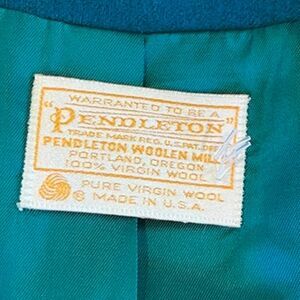 WARRANTED TO BE A
"PENDLETON"
TRADE MARK REG. U.S. PAT. OFF.
PENDLETON WOOLEN MILLS
PORTLAND, OREGON
100% VIRGIN WOOL
PURE VIRGIN WOOL
MADE IN U.S.A.